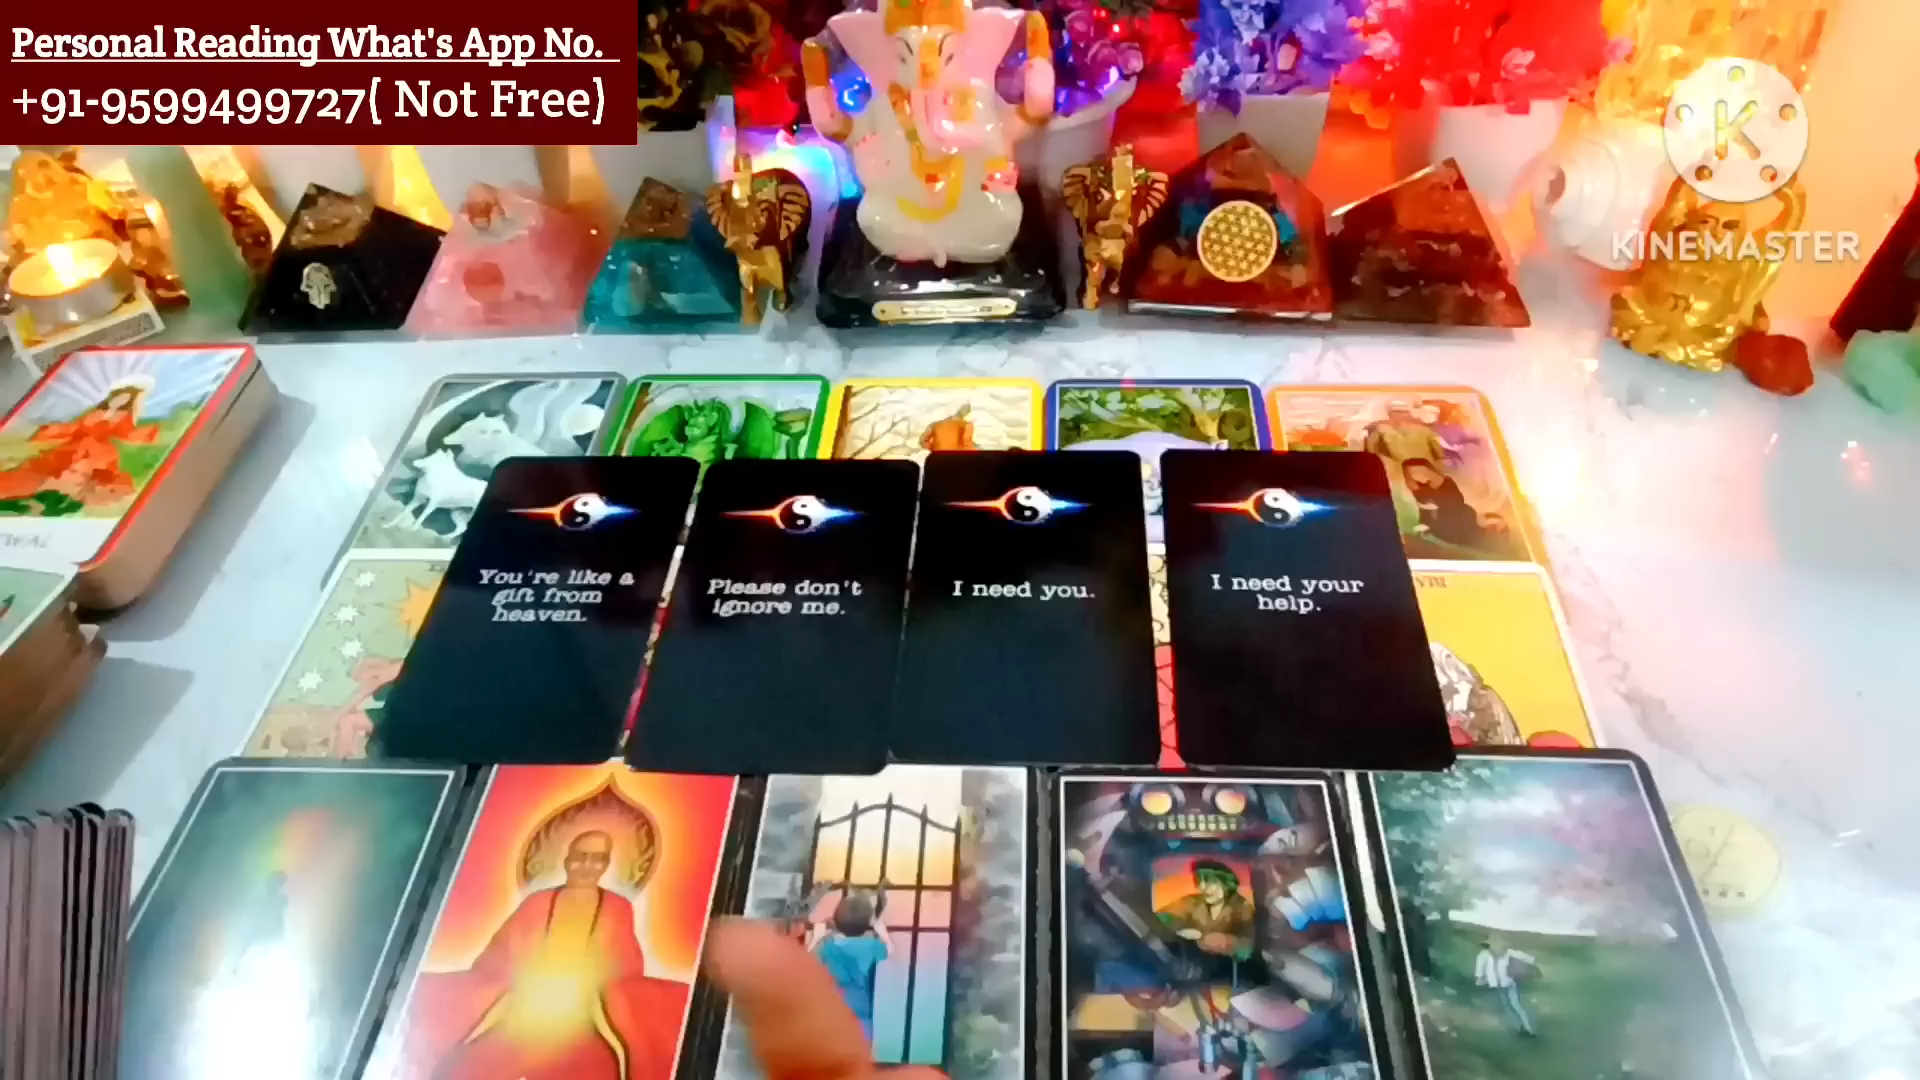 Personal Reading What's App No.
+91-9599499727( Not Free)
KINEMASTER
You're like a
gift from
heaven.
Please don't
ignore me.
I need you.
I need your
help.